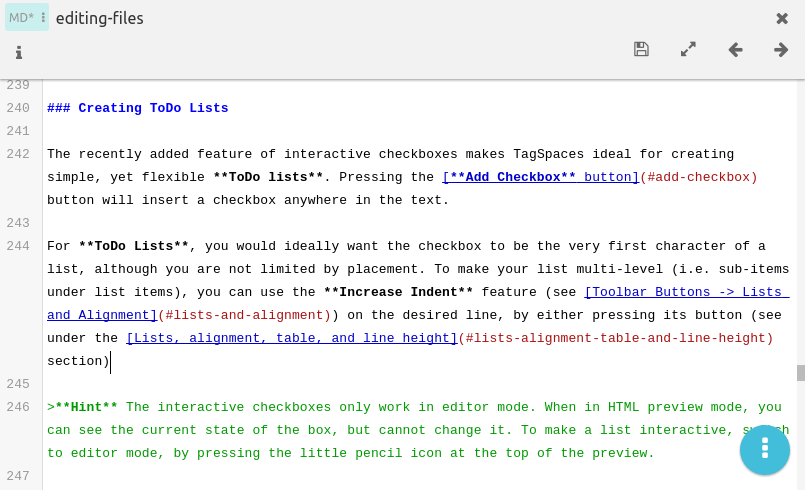 MD* editing-files
239
240 ### Creating ToDo Lists
241
242 The recently added feature of interactive checkboxes makes TagSpaces ideal for creating
simple, yet flexible **ToDo lists**. Pressing the [**Add Checkbox** button](#add-checkbox)
button will insert a checkbox anywhere in the text.
243
244 For **ToDo Lists**, you would ideally want the checkbox to be the very first character of a
list, although you are not limited by placement. To make your list multi-level (i.e. sub-items
under list items), you can use the **Increase Indent** feature (see [Toolbar Buttons -> Lists
and Alignment](#lists-and-alignment)) on the desired line, by either pressing its button (see
under the [Lists, alignment, table, and line height](#lists-alignment-table-and-line-height)
section)
245
246 >**Hint** The interactive checkboxes only work in editor mode. When in HTML preview mode, you
can see the current state of the box, but cannot change it. To make a list interactive,
to editor mode, by pressing the little pencil icon at the top of the preview.
247